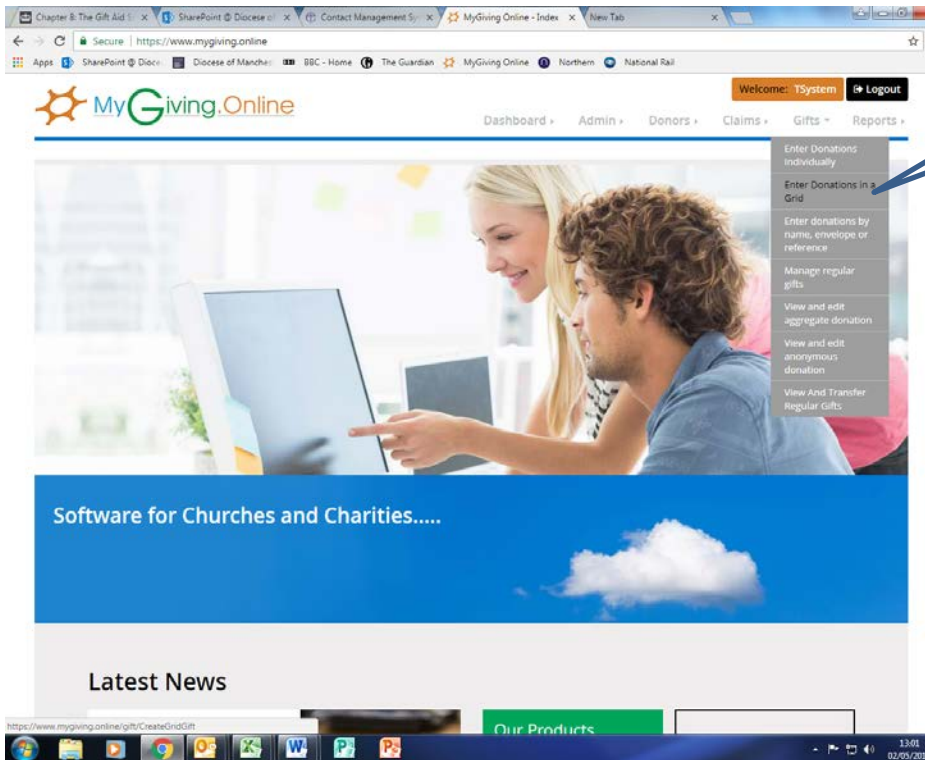 Chapter 8: The Gift Aid S
SharePoint @ Diocese of
Contact Management Sy
MyGiving Online - Index
New Tab
Secure | https://www.mygiving.online
Apps
SharePoint @ Dioce
Diocese of Manches
BBC - Home
The Guardian
MyGiving Online
Northern
National Rail
MyGiving.Online
Welcome: TSystem
Logout
Dashboard
Admin
Donors
Claims
Gifts
Reports
Enter Donations
Individually
Enter Donations in a
Grid
Enter donations by
name, envelope or
reference
Manage regular
gifts
View and edit
aggregate donation
View and edit
anonymous
donation
View And Transfer
Regular Gifts
Software for Churches and Charities.....
Latest News
Our Products
https://www.mygiving.online/gift/CreateGridGift
13:01
02/05/201